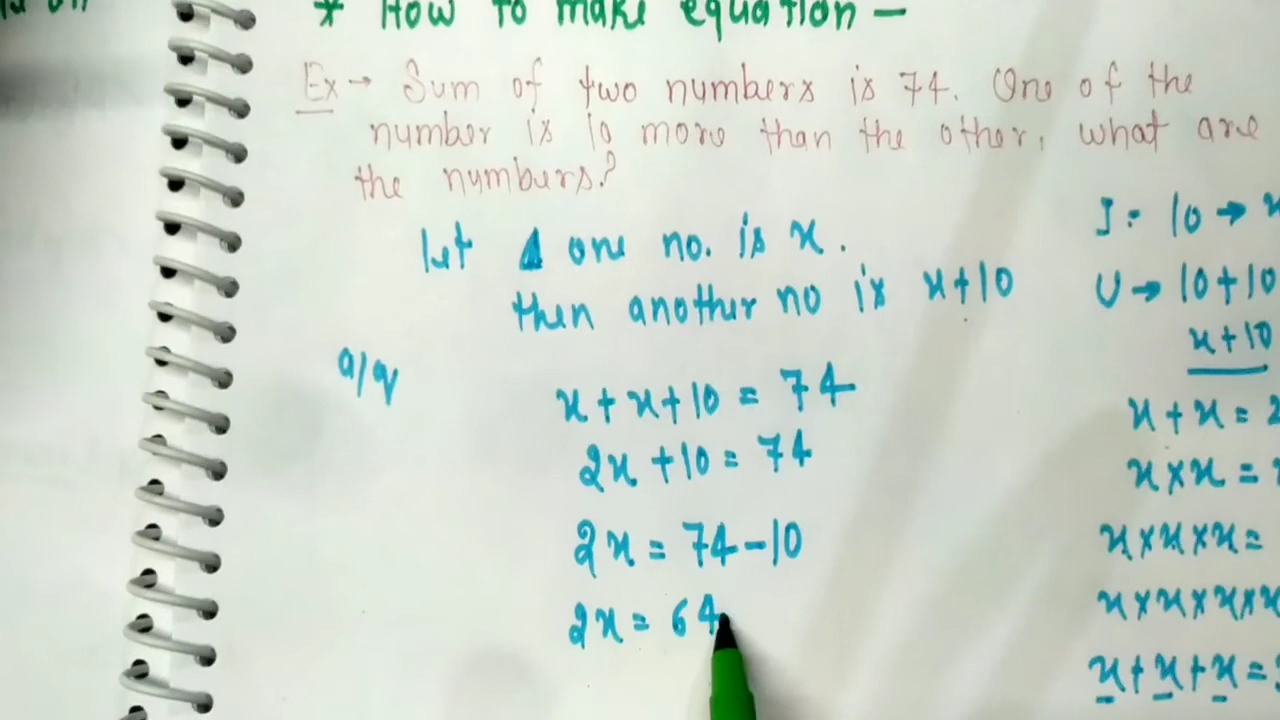 * How to make equation —
Ex → Sum of two numbers is 74. One of the
number is 10 more than the other, what are
the numbers?
let one no. is x.
then another no is x+10
a/q
x + x + 10 = 74
2x + 10 = 74
2x = 74 - 10
2x = 64
I: 10 → x
U → 10 + 10
x + 10
x + x = 2
x × x =
x × x × x =
x × x × x × x
x + x + x =